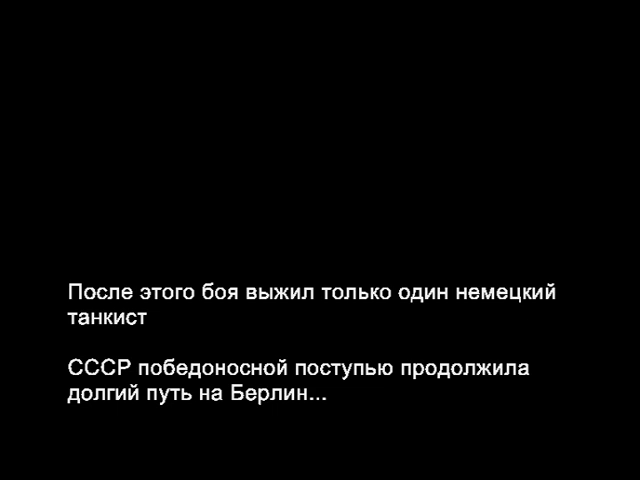 После этого боя выжил только один немецкий
танкист
СССР победоносной поступью продолжила
долгий путь на Берлин...